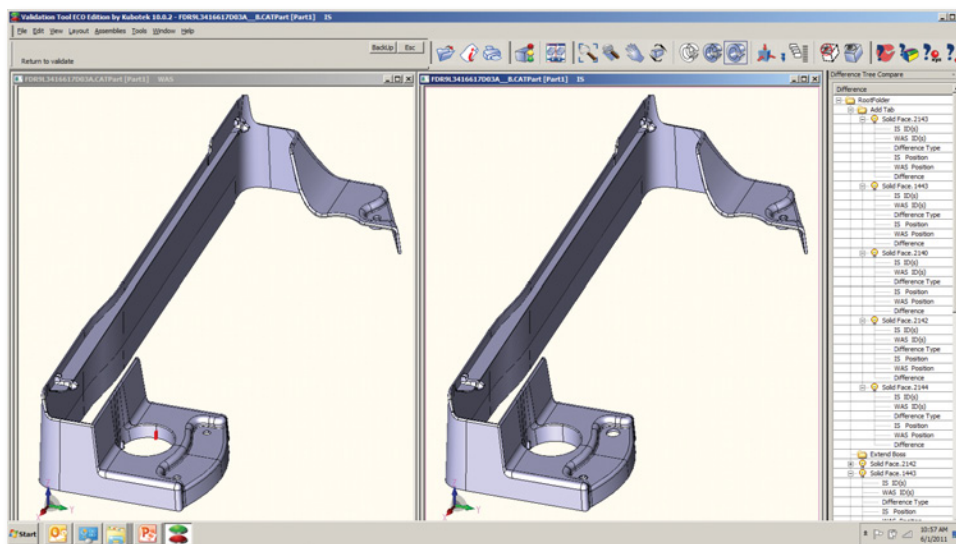 Validation Tool ECO Edition by Kubotek 10.0.2 - FDR9L3416617D03A__B.CATPart [Part1] IS
File Edit View Layout Assemblies Tools Window Help
BackUp Esc
Return to validate
FDR9L3416617D03A.CATPart [Part1] WAS
FDR9L3416617D03A__B.CATPart [Part1] IS
Difference Tree Compare
Difference
RootFolder
Add Tab
Solid Face.2143
IS ID(s)
WAS ID(s)
Difference Type
IS Position
WAS Position
Difference
Solid Face.1443
IS ID(s)
WAS ID(s)
Difference Type
IS Position
WAS Position
Difference
Solid Face.2140
IS ID(s)
WAS ID(s)
Difference Type
IS Position
WAS Position
Difference
Solid Face.2142
IS ID(s)
WAS ID(s)
Difference Type
IS Position
WAS Position
Difference
Solid Face.2144
IS ID(s)
WAS ID(s)
Difference Type
IS Position
WAS Position
Difference
Extend Boss
Solid Face.2142
Solid Face.1443
IS ID(s)
WAS ID(s)
Difference Type
IS Position
Z
X
Y
Z
X
Y
Start
10:57 AM
6/1/2011